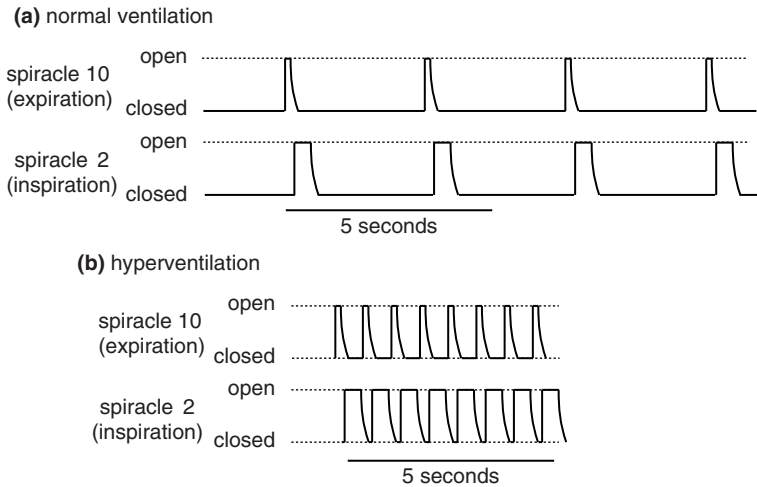 (a) normal ventilation
open
spiracle 10
(expiration)
closed
open
spiracle 2
(inspiration)
closed
5 seconds
(b) hyperventilation
open
spiracle 10
(expiration)
closed
open
spiracle 2
(inspiration)
closed
5 seconds